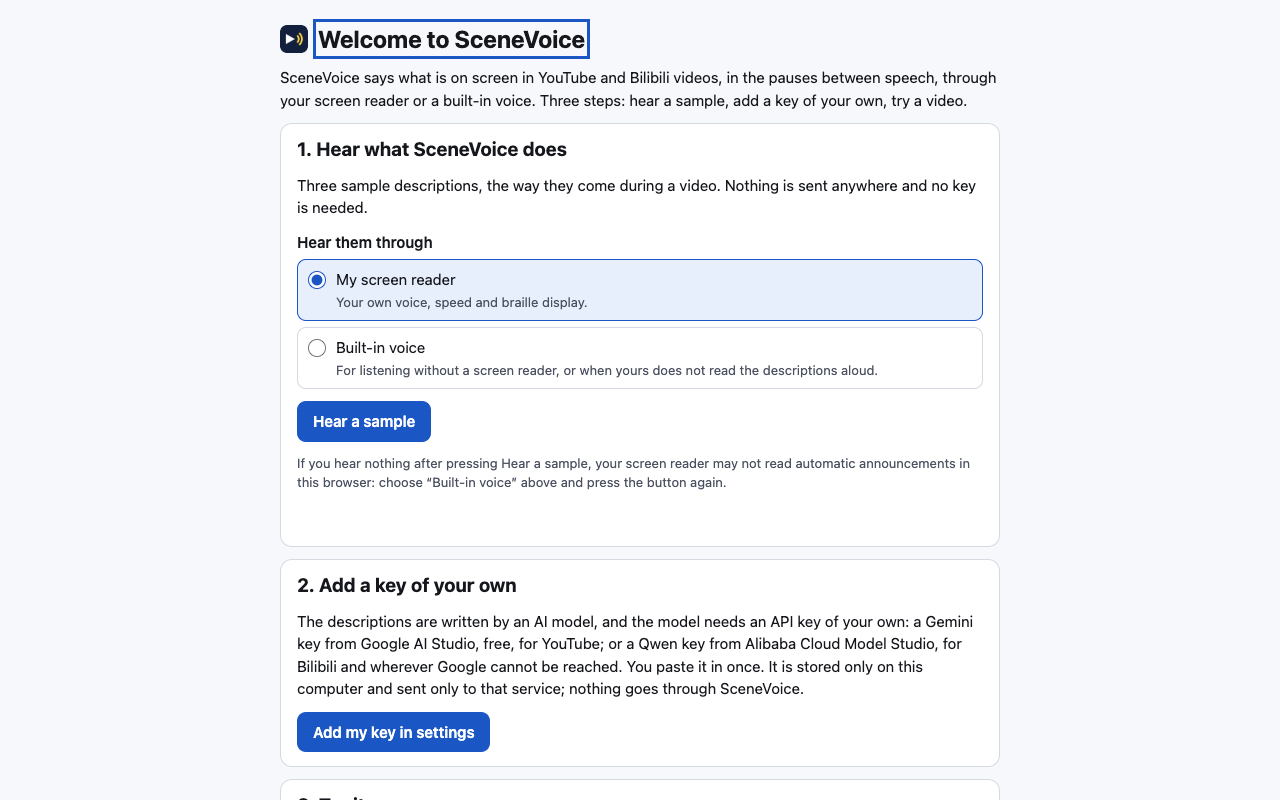 Welcome to SceneVoice
SceneVoice says what is on screen in YouTube and Bilibili videos, in the pauses between speech, through
your screen reader or a built-in voice. Three steps: hear a sample, add a key of your own, try a video.
1. Hear what SceneVoice does
Three sample descriptions, the way they come during a video. Nothing is sent anywhere and no key
is needed.
Hear them through
My screen reader
Your own voice, speed and braille display.
Built-in voice
For listening without a screen reader, or when yours does not read the descriptions aloud.
Hear a sample
If you hear nothing after pressing Hear a sample, your screen reader may not read automatic announcements in
this browser: choose “Built-in voice” above and press the button again.
2. Add a key of your own
The descriptions are written by an AI model, and the model needs an API key of your own: a Gemini
key from Google AI Studio, free, for YouTube; or a Qwen key from Alibaba Cloud Model Studio, for
Bilibili and wherever Google cannot be reached. You paste it in once. It is stored only on this
computer and sent only to that service; nothing goes through SceneVoice.
Add my key in settings